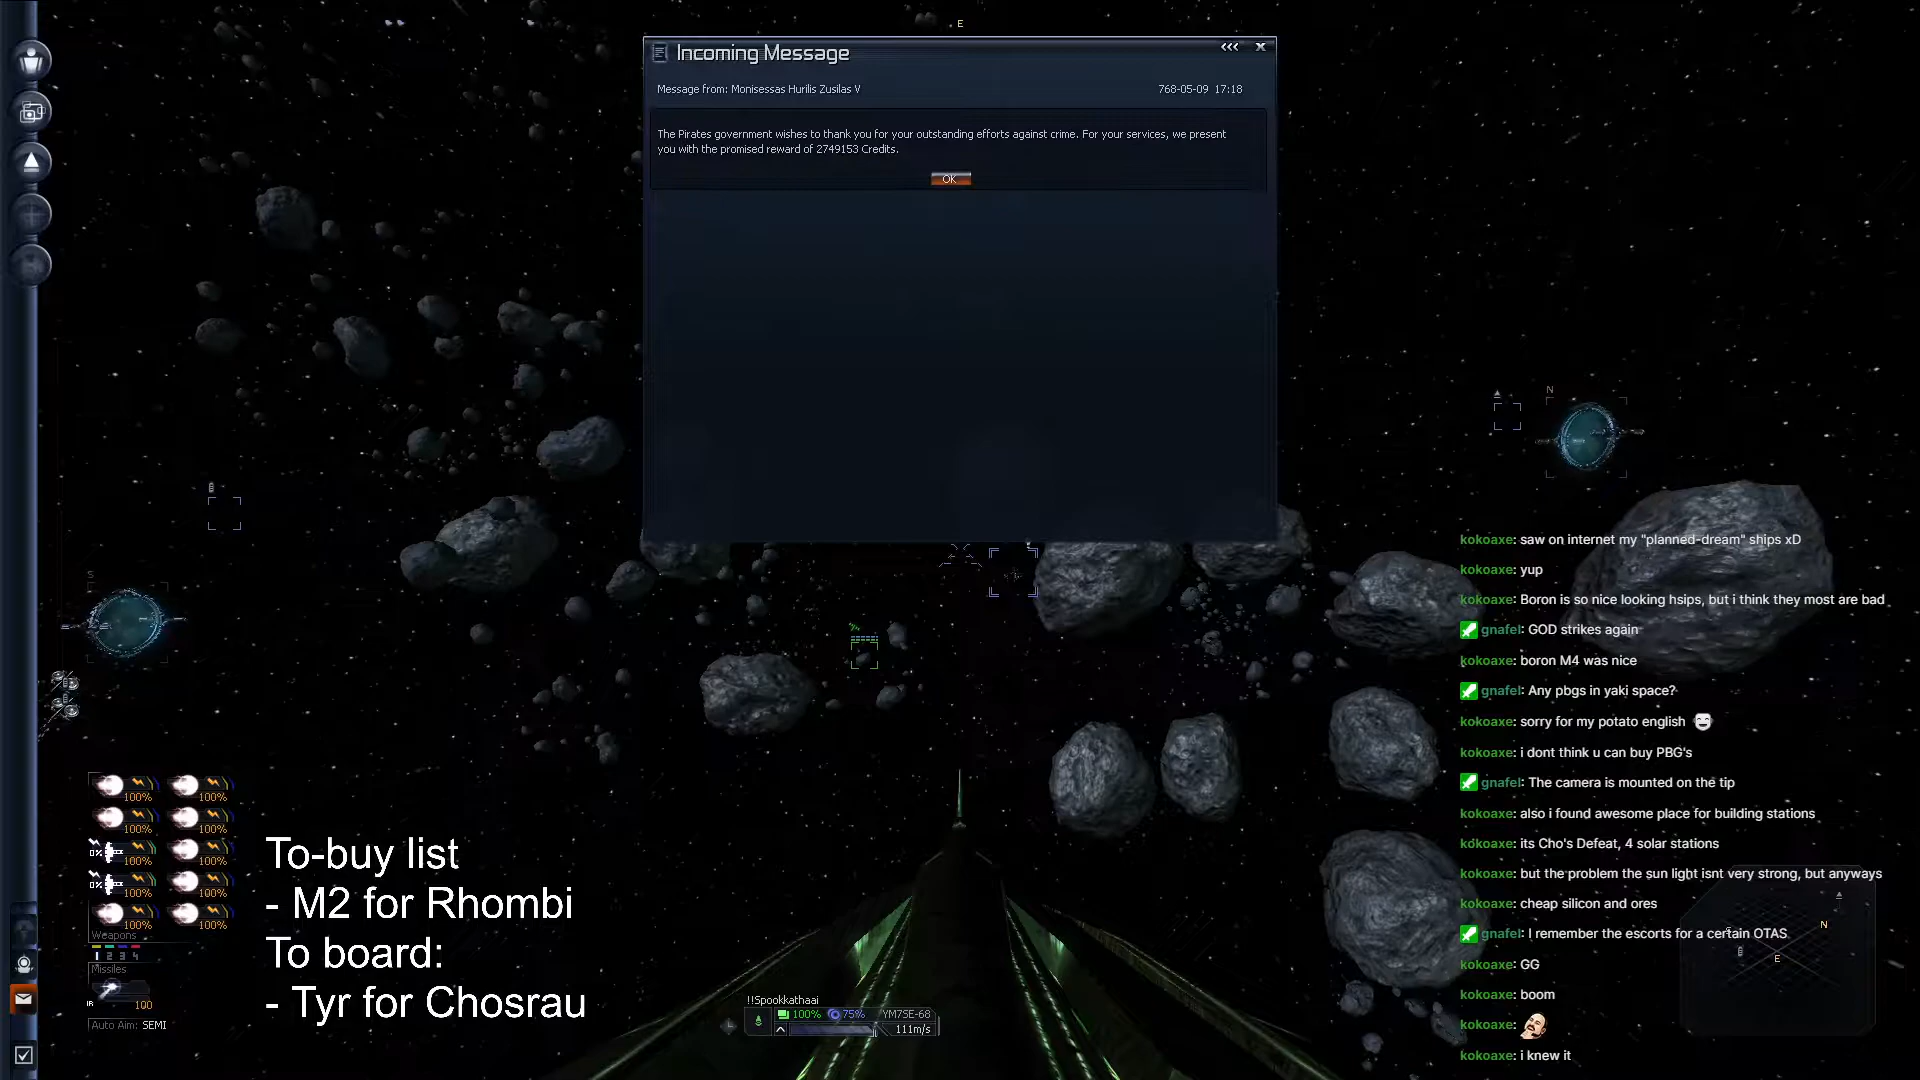 E
Incoming Message
Message from: Monisessas Hurilis Zusilas V
768-05-09 17:18
The Pirates government wishes to thank you for your outstanding efforts against crime. For your services, we present
you with the promised reward of 2749153 Credits.
OK
N
S
kokoaxe: saw on internet my "planned-dream" ships xD
kokoaxe: yup
kokoaxe: Boron is so nice looking hsips, but i think they most are bad
gnafel: GOD strikes again
kokoaxe: boron M4 was nice
gnafel: Any pbgs in yaki space?
kokoaxe: sorry for my potato english
kokoaxe: i dont think u can buy PBG's
gnafel: The camera is mounted on the tip
kokoaxe: also i found awesome place for building stations
kokoaxe: its Cho's Defeat, 4 solar stations
kokoaxe: but the problem the sun light isnt very strong, but anyways
kokoaxe: cheap silicon and ores
gnafel: I remember the escorts for a certain OTAS
kokoaxe: GG
kokoaxe: boom
kokoaxe:
kokoaxe: i knew it
N
E
100% 100%
100% 100%
0% 100% 100%
0% 100% 100%
100% 100%
Weapons
1 2 3 4
Missiles
IR 100
Auto Aim: SEMI
To-buy list
- M2 for Rhombi
To board:
- Tyr for Chosrau
!!Spookkathaai
100% 75% YM7SE-68
111m/s